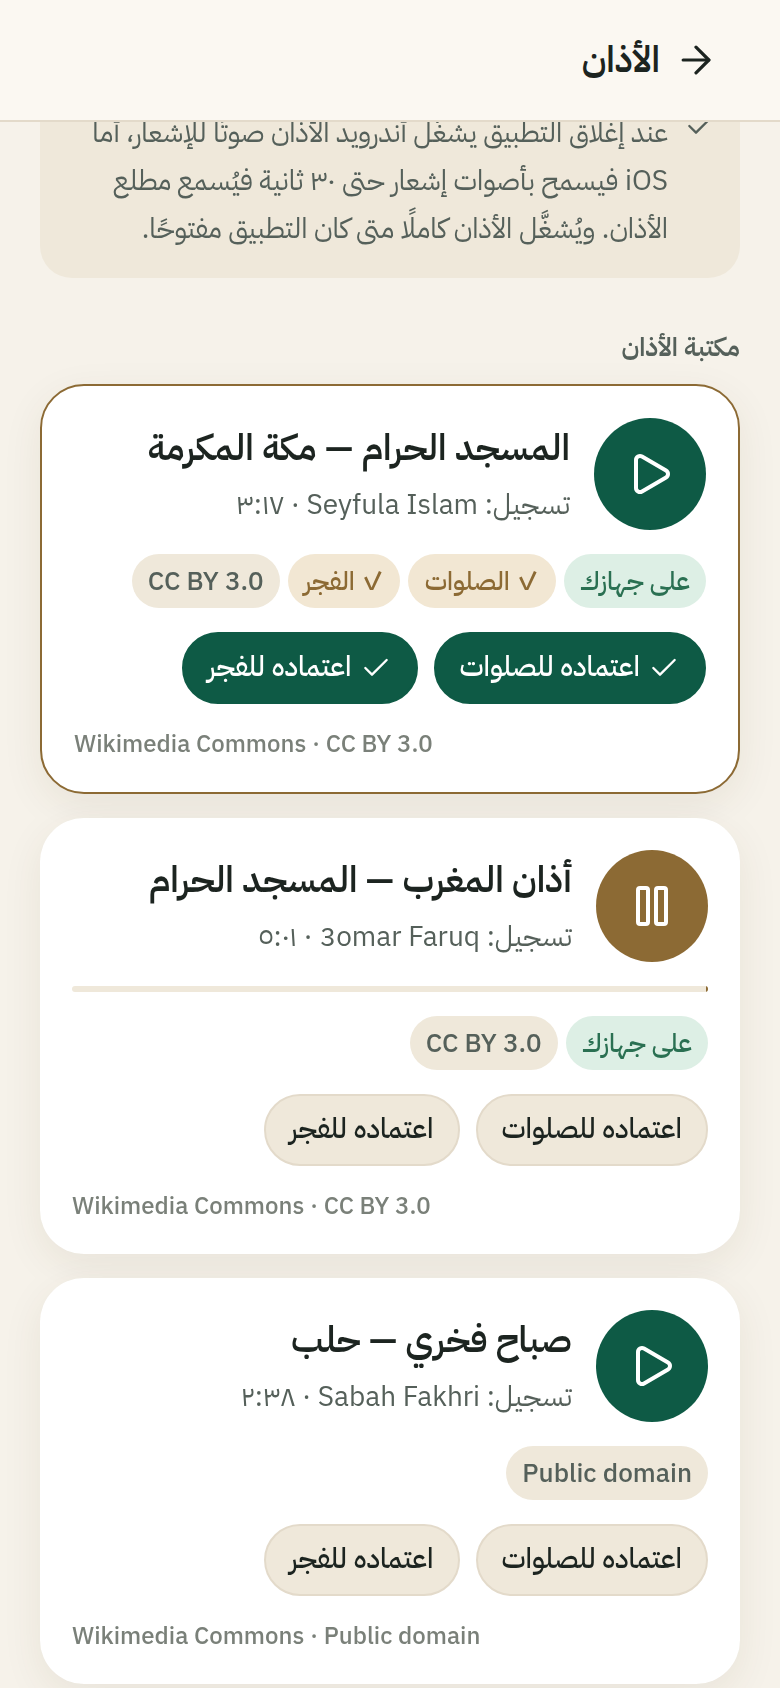 الأذان
عند إغلاق التطبيق يشغّل أندرويد الأذان صوتًا للإشعار، أما
iOS فيسمح بأصوات إشعار حتى ٣٠ ثانية فيُسمع مطلع
الأذان. ويُشغَّل الأذان كاملًا متى كان التطبيق مفتوحًا.
مكتبة الأذان
المسجد الحرام — مكة المكرمة
تسجيل: Seyfula Islam · ٣:١٧
على جهازك
✓ الصلوات
✓ الفجر
CC BY 3.0
اعتماده للصلوات
اعتماده للفجر
Wikimedia Commons · CC BY 3.0
أذان المغرب — المسجد الحرام
تسجيل: 3omar Faruq · ٥:٠١
على جهازك
CC BY 3.0
اعتماده للصلوات
اعتماده للفجر
Wikimedia Commons · CC BY 3.0
صباح فخري — حلب
تسجيل: Sabah Fakhri · ٢:٣٨
Public domain
اعتماده للصلوات
اعتماده للفجر
Wikimedia Commons · Public domain